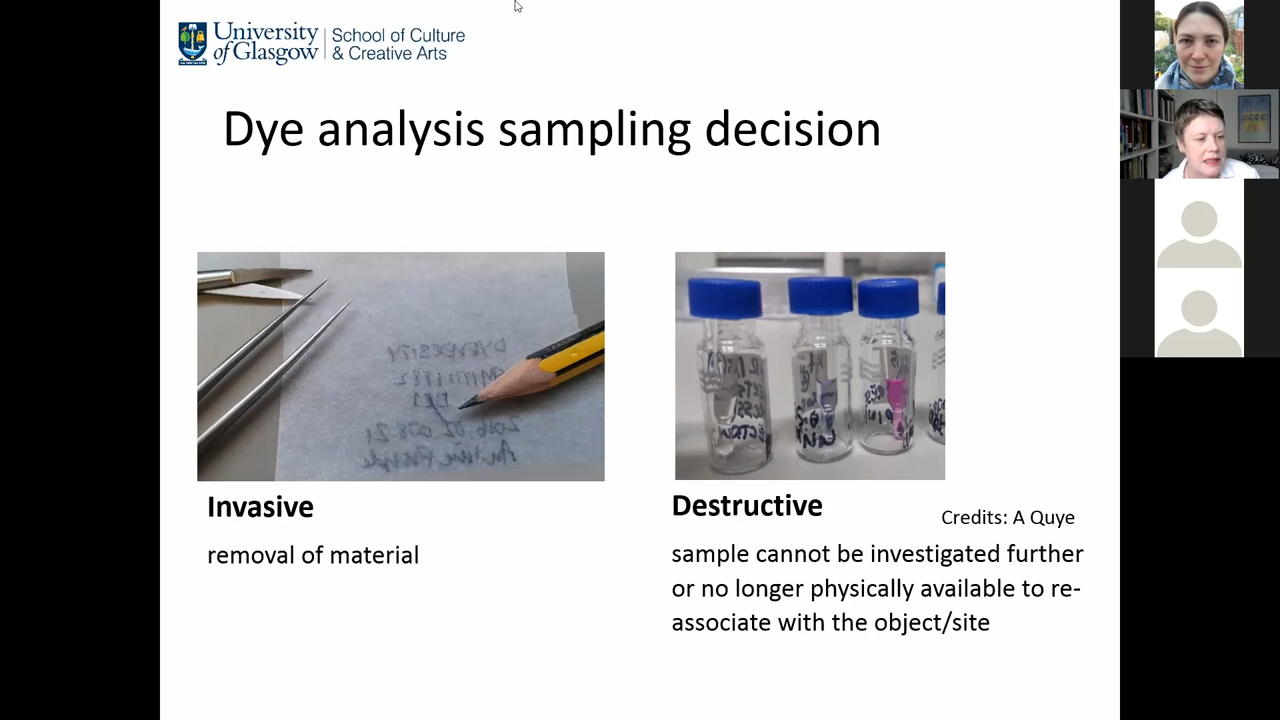 University of Glasgow
School of Culture & Creative Arts
Dye analysis sampling decision
Invasive
removal of material
Destructive
Credits: A Quye
sample cannot be investigated further
or no longer physically available to re-
associate with the object/site